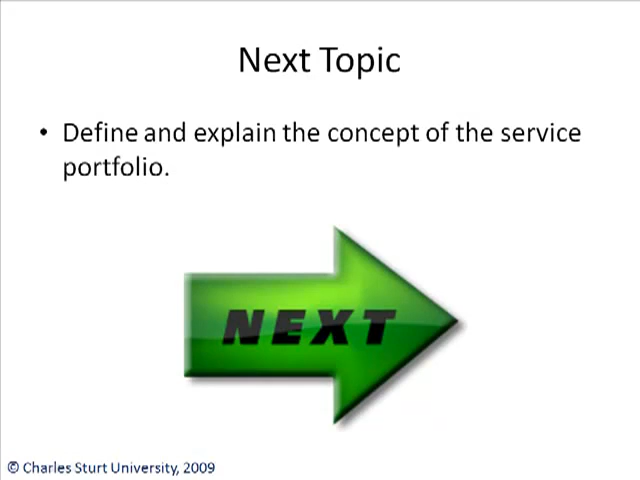 Next Topic
• Define and explain the concept of the service
portfolio.
NEXT
© Charles Sturt University, 2009